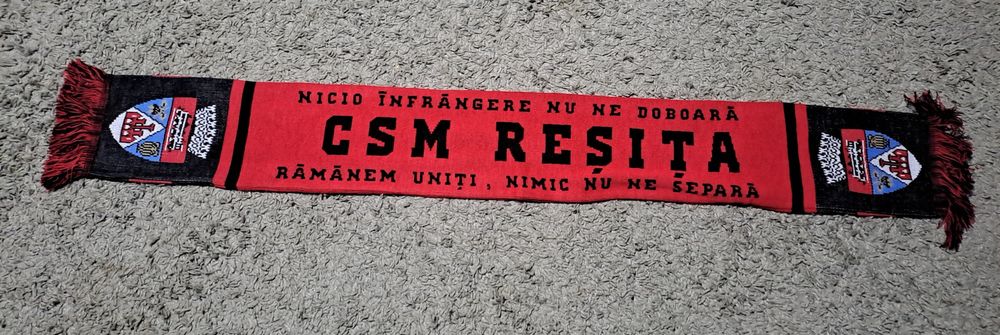 NICIO ÎNFRÂNGERE NU NE DOBOARĂ
CSM REȘIȚA
RĂMÂNEM UNIȚI, NIMIC NU NE SEPARĂ